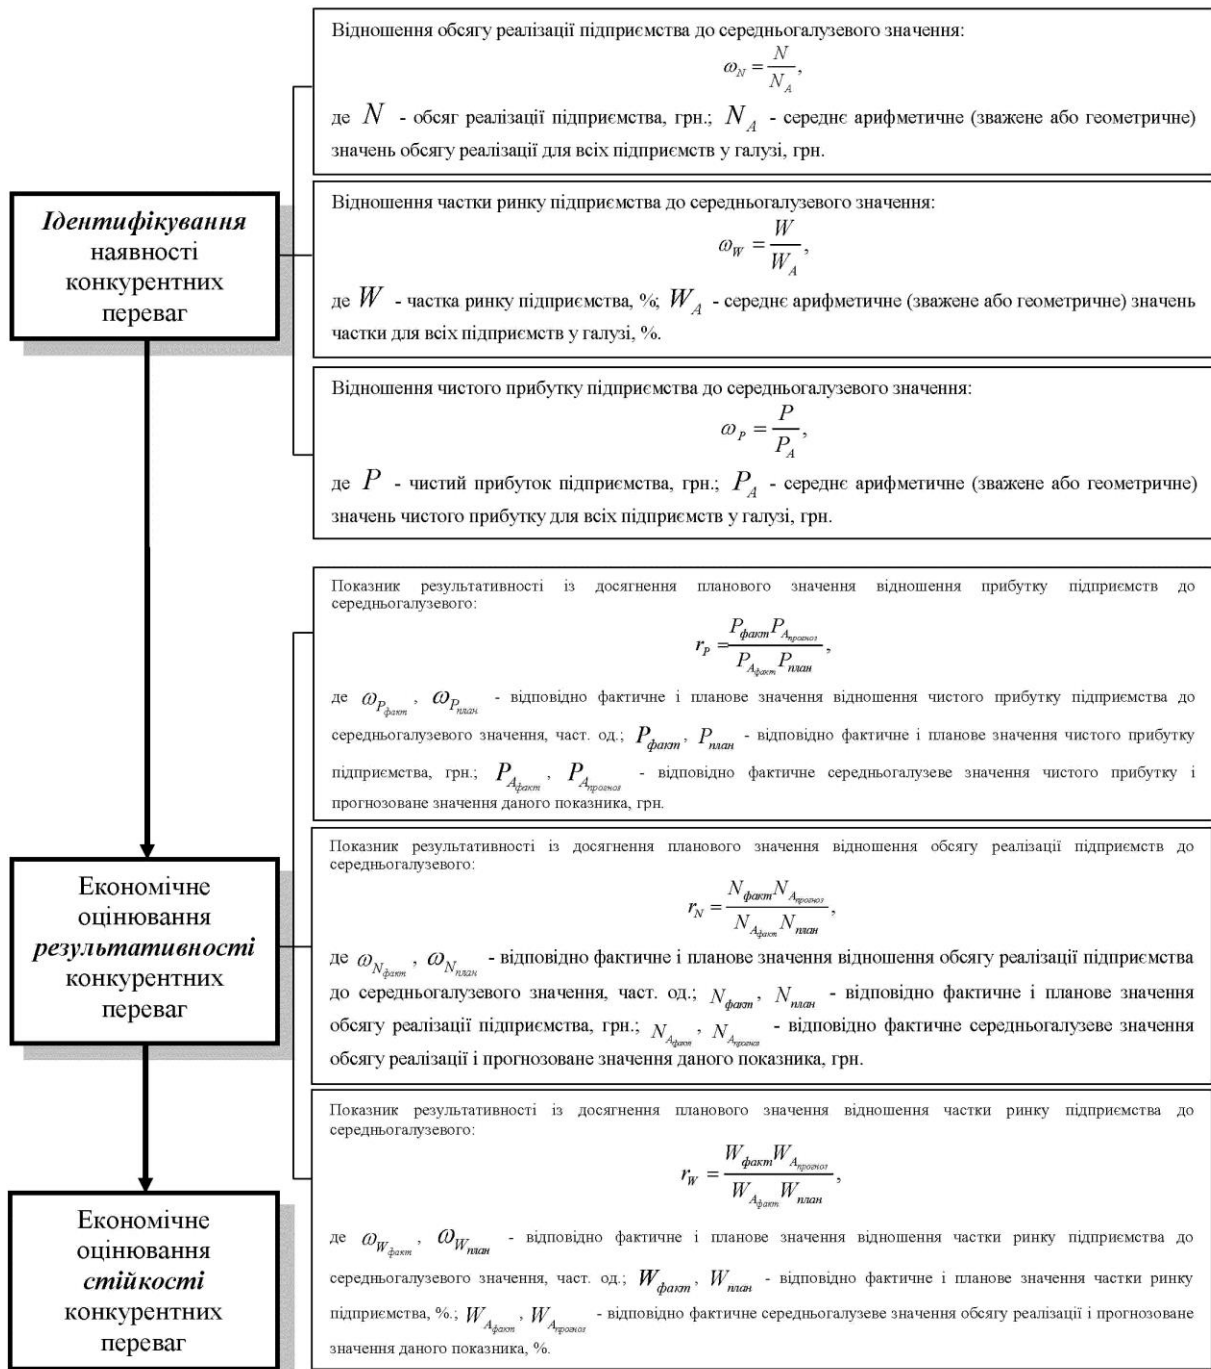 Відношення обсягу реалізації підприємства до середньогалузевого значення:
ω_N = N / N_A,
де N - обсяг реалізації підприємства, грн.; N_A - середнє арифметичне (зважене або геометричне)
значень обсягу реалізації для всіх підприємств у галузі, грн.
Ідентифікування
наявності
конкурентних
переваг
Відношення частки ринку підприємства до середньогалузевого значення:
ω_W = W / W_A,
де W - частка ринку підприємства, %; W_A - середнє арифметичне (зважене або геометричне) значень
частки для всіх підприємств у галузі, %.
Відношення чистого прибутку підприємства до середньогалузевого значення:
ω_P = P / P_A,
де P - чистий прибуток підприємства, грн.; P_A - середнє арифметичне (зважене або геометричне)
значень чистого прибутку для всіх підприємств у галузі, грн.
Показник результативності із досягнення планового значення відношення прибутку підприємств до
середньогалузевого:
r_P = P_факт P_A_прогноз / P_A_факт P_план,
де ω_P_факт, ω_P_план - відповідно фактичне і планове значення відношення чистого прибутку підприємства до
середньогалузевого значення, част. од.; P_факт, P_план - відповідно фактичне і планове значення чистого прибутку
підприємства, грн.; P_A_факт, P_A_прогноз - відповідно фактичне середньогалузеве значення чистого прибутку і
прогнозоване значення даного показника, грн.
Економічне
оцінювання
результативності
конкурентних
переваг
Показник результативності із досягнення планового значення відношення обсягу реалізації підприємств до
середньогалузевого:
r_N = N_факт N_A_прогноз / N_A_факт N_план,
де ω_N_факт, ω_N_план - відповідно фактичне і планове значення відношення обсягу реалізації підприємства
до середньогалузевого значення, част. од.; N_факт, N_план - відповідно фактичне і планове значення
обсягу реалізації підприємства, грн.; N_A_факт, N_A_прогноз - відповідно фактичне середньогалузеве значення
обсягу реалізації і прогнозоване значення даного показника, грн.
Показник результативності із досягнення планового значення відношення частки ринку підприємства до
середньогалузевого:
r_W = W_факт W_A_прогноз / W_A_факт W_план,
де ω_W_факт, ω_W_план - відповідно фактичне і планове значення відношення частки ринку підприємства до
середньогалузевого значення, част. од.; W_факт, W_план - відповідно фактичне і планове значення частки ринку
підприємства, %.; W_A_факт, W_A_прогноз - відповідно фактичне середньогалузеве значення обсягу реалізації і прогнозоване
значення даного показника, %.
Економічне
оцінювання
стійкості
конкурентних
переваг